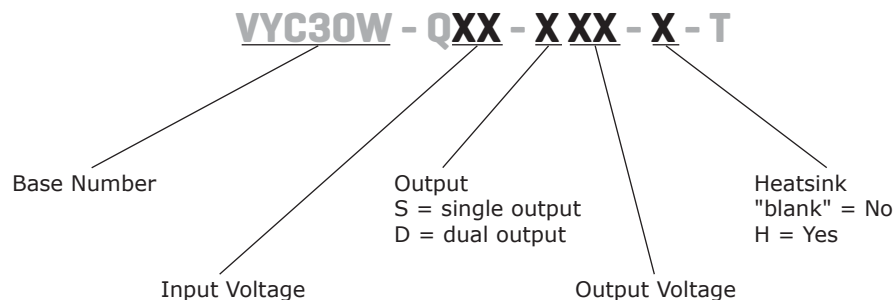 VYC30W - QXX - X XX - X - T
Base Number
Output
S = single output
D = dual output
Heatsink
"blank" = No
H = Yes
Input Voltage
Output Voltage